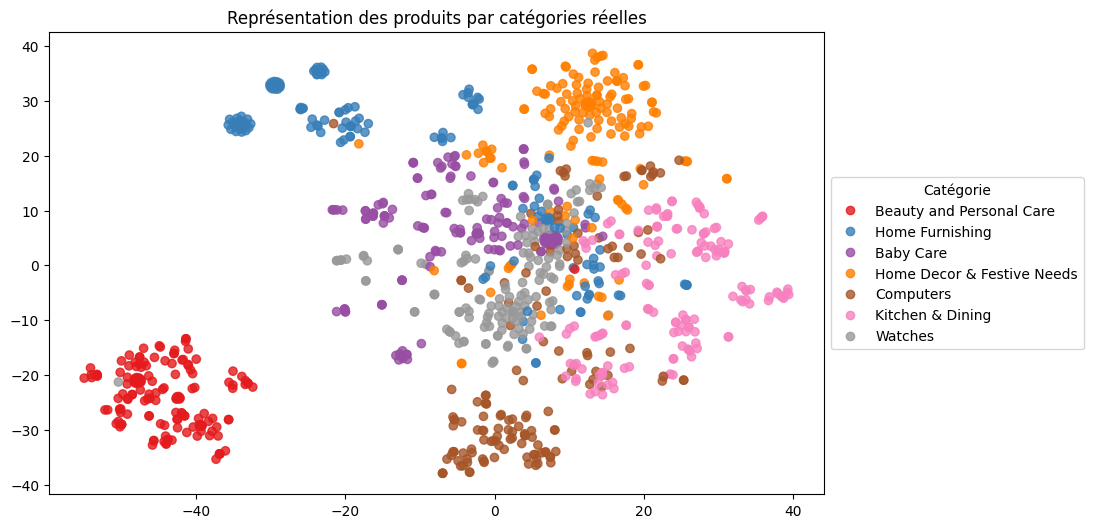 Représentation des produits par catégories réelles
40
30
20
10
0
−10
−20
−30
−40
−40
−20
0
20
40
Catégorie
Beauty and Personal Care
Home Furnishing
Baby Care
Home Decor & Festive Needs
Computers
Kitchen & Dining
Watches